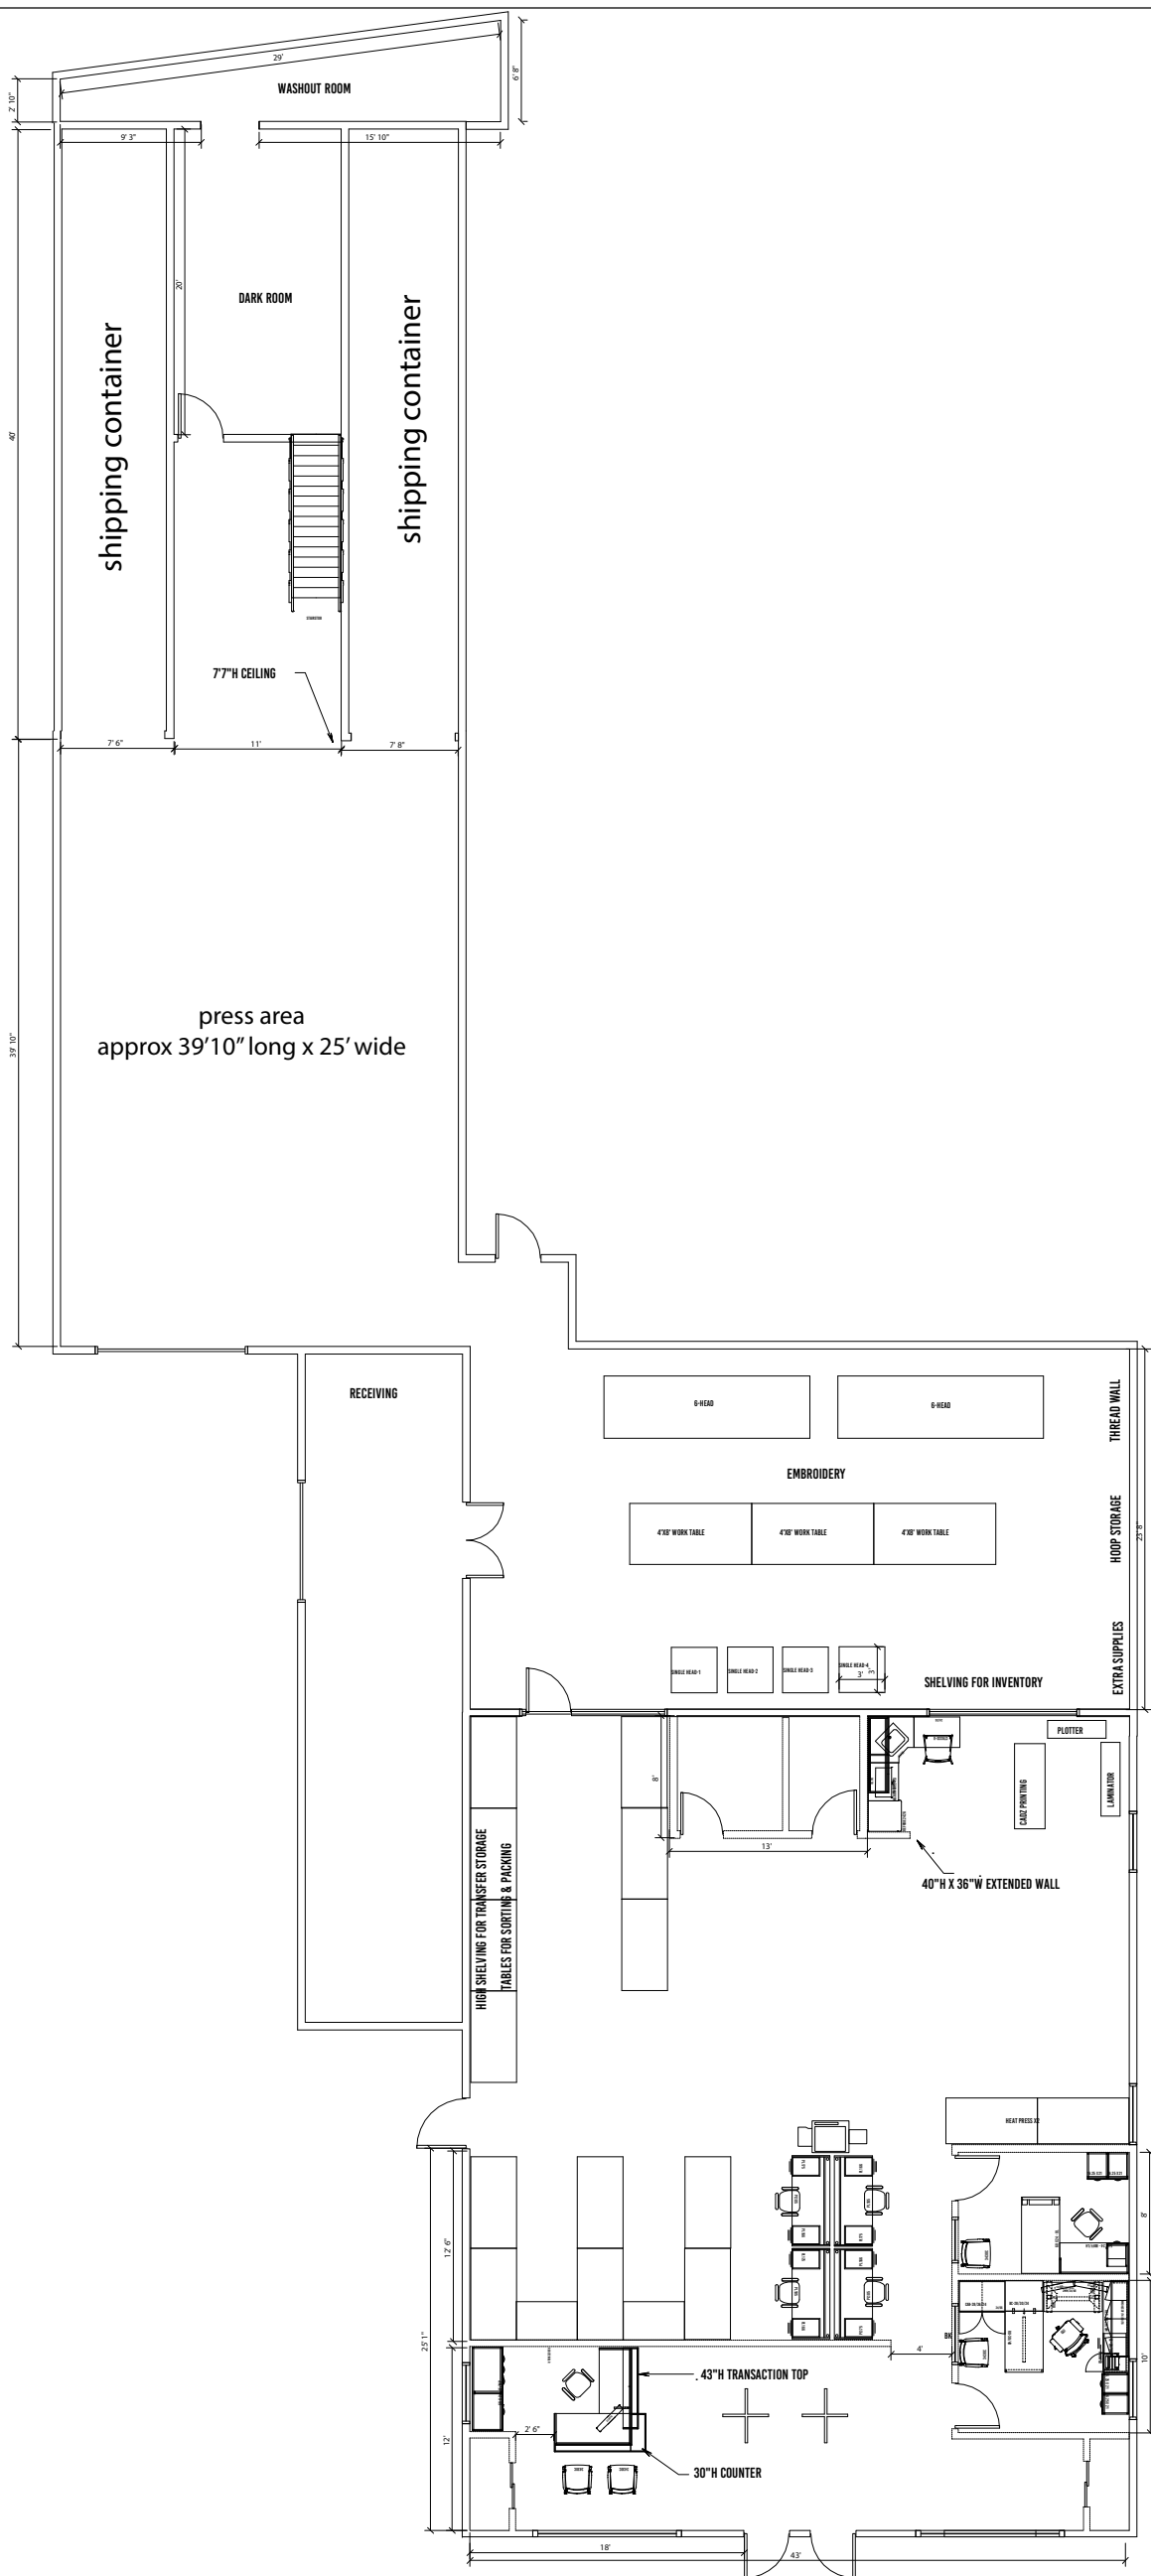 29'
6' 8"
2' 10"
WASHOUT ROOM
9' 3"
15' 10"
20'
40'
DARK ROOM
shipping container
shipping container
7'7"H CEILING
7' 6"
11'
7' 8"
press area
approx 39'10" long x 25' wide
39' 10"
RECEIVING
6-HEAD
6-HEAD
THREAD WALL
EMBROIDERY
4'X8' WORK TABLE
4'X8' WORK TABLE
4'X8' WORK TABLE
HOOP STORAGE
23' 8"
SINGLE HEAD-1
SINGLE HEAD-2
SINGLE HEAD-3
SINGLE HEAD-4
3'
3'
EXTRA SUPPLIES
SHELVING FOR INVENTORY
PLOTTER
CADZ PRINTING
LAMINATOR
8'
13'
40"H X 36"W EXTENDED WALL
HIGH SHELVING FOR TRANSFER STORAGE
TABLES FOR SORTING & PACKING
HEAT PRESS X2
8'
12' 6"
25' 1"
4'
BK
10'
43"H TRANSACTION TOP
2' 6"
12'
30"H COUNTER
18'
43'